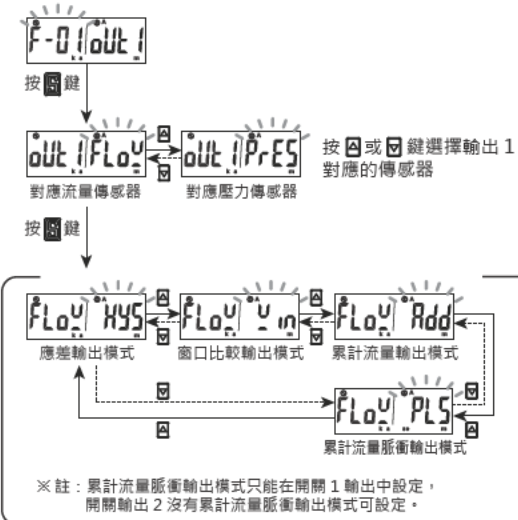 F-01 oUt1
按 S 鍵
oUt1 FLoW
oUt1 PrES
按 △ 或 ▽ 鍵選擇輸出 1
對應的傳感器
對應流量傳感器
對應壓力傳感器
按 S 鍵
FLoW HYS
FLoW Win
FLoW Add
應差輸出模式
窗口比較輸出模式
累計流量輸出模式
FLoW PLS
累計流量脈衝輸出模式
※註：累計流量脈衝輸出模式只能在開關 1 輸出中設定，
開關輸出 2 沒有累計流量脈衝輸出模式可設定。